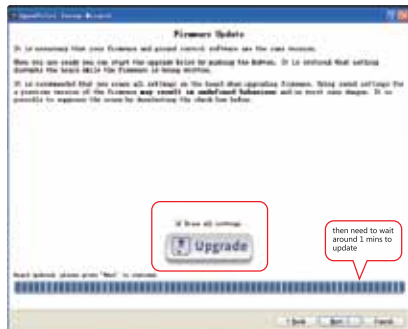 OpenPilot Setup Wizard
Firmware Update
It is necessary that your firmware and ground control software are the same version.
When you are ready you can start the upgrade below by pushing the button. It is critical that nothing
disturbs the board while the firmware is being written.
It is recommended that you erase all settings on the board when upgrading firmware. Using saved settings for
a previous version of the firmware may result in undefined behaviour and in worst case danger. It is
possible to suppress the erase by deselecting the check box below.
Erase all settings
Upgrade
then need to wait
around 1 mins to
update
Board updated, please press 'Next' to continue.
< Back
Next >
Cancel